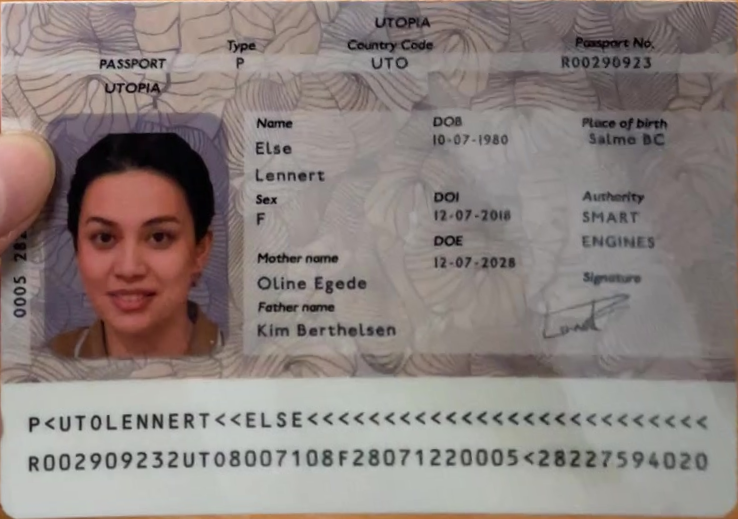 UTOPIA
Type Country Code Passport No.
PASSPORT P UTO R00290923
UTOPIA
Name DOB Place of birth
Else 10-07-1980 Salmo BC
Lennert
Sex DOI Authority
F 12-07-2018 SMART
DOE ENGINES
Mother name 12-07-2028
Oline Egede Signature
Father name
Kim Berthelsen
0005
P<UTOLENNERT<<ELSE<<<<<<<<<<<<<<<<<<<<<<<<<<
R002909232UTO8007108F28071220005<28227594020